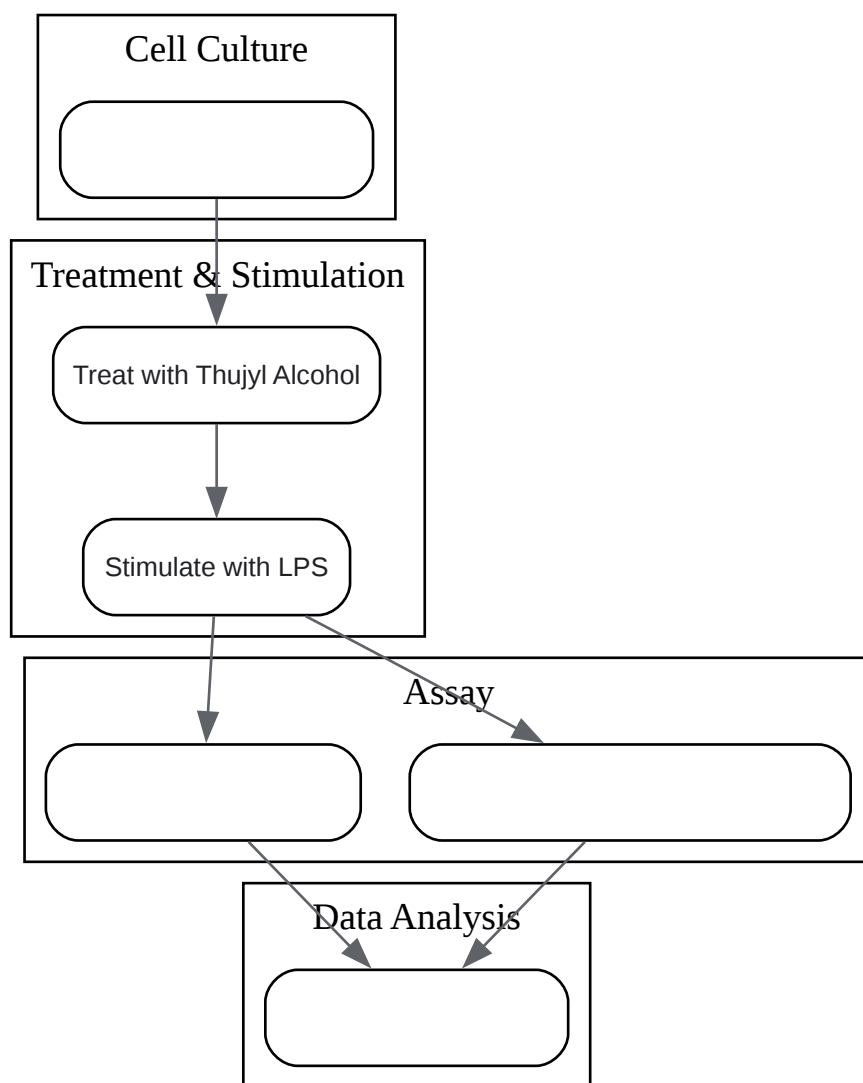 Cell Culture
Treatment & Stimulation
Treat with Thujyl Alcohol
Stimulate with LPS
Assay
Data Analysis